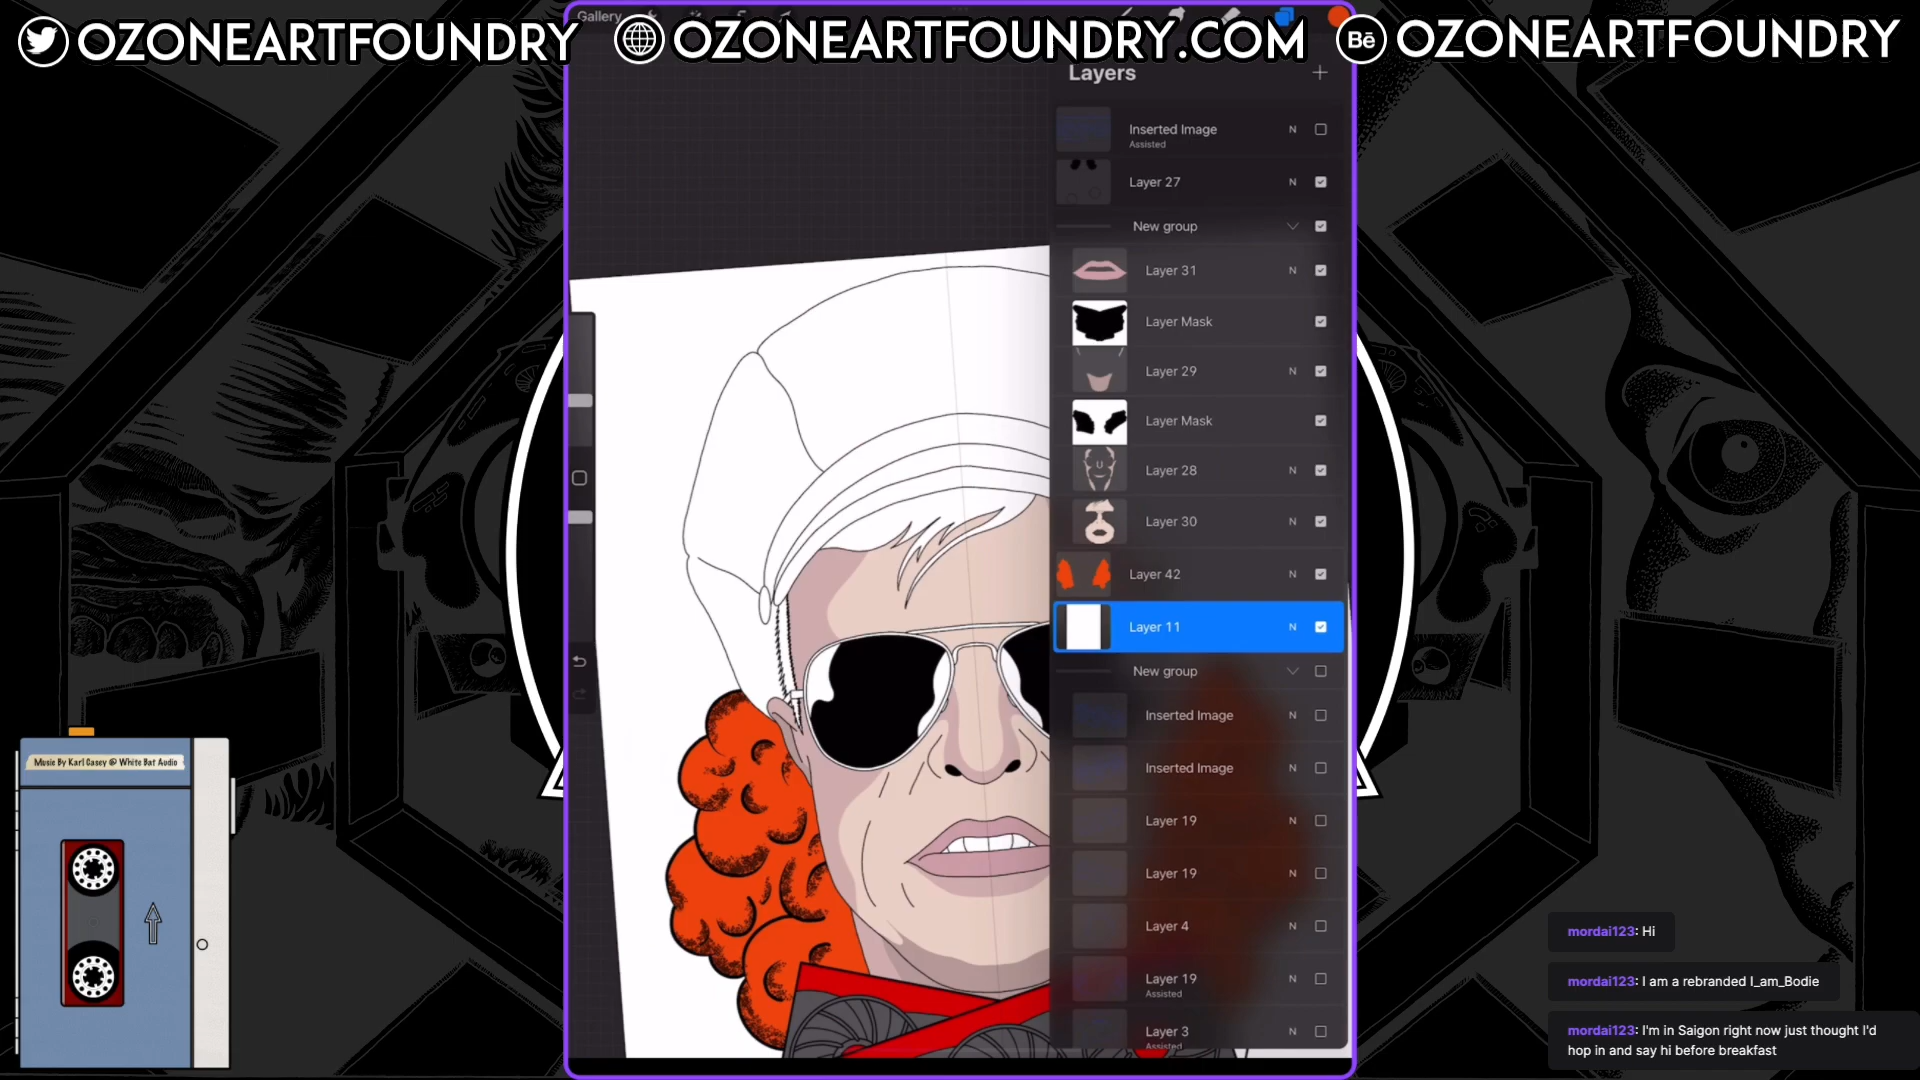 OZONEARTFOUNDRY
OZONEARTFOUNDRY.COM
Bē OZONEARTFOUNDRY
Gallery
Layers
Inserted Image N
Assisted
Layer 27 N
New group
Layer 31 N
Layer Mask
Layer 29 N
Layer Mask
Layer 28 N
Layer 30 N
Layer 42 N
Layer 11 N
New group
Inserted Image N
Inserted Image N
Layer 19 N
Layer 19 N
Layer 4 N
Layer 19 N
Assisted
Layer 3 N
Assisted
Music By Karl Casey @ White Bat Audio
mordai123: Hi
mordai123: I am a rebranded I_am_Bodie
mordai123: I'm in Saigon right now just thought I'd
hop in and say hi before breakfast